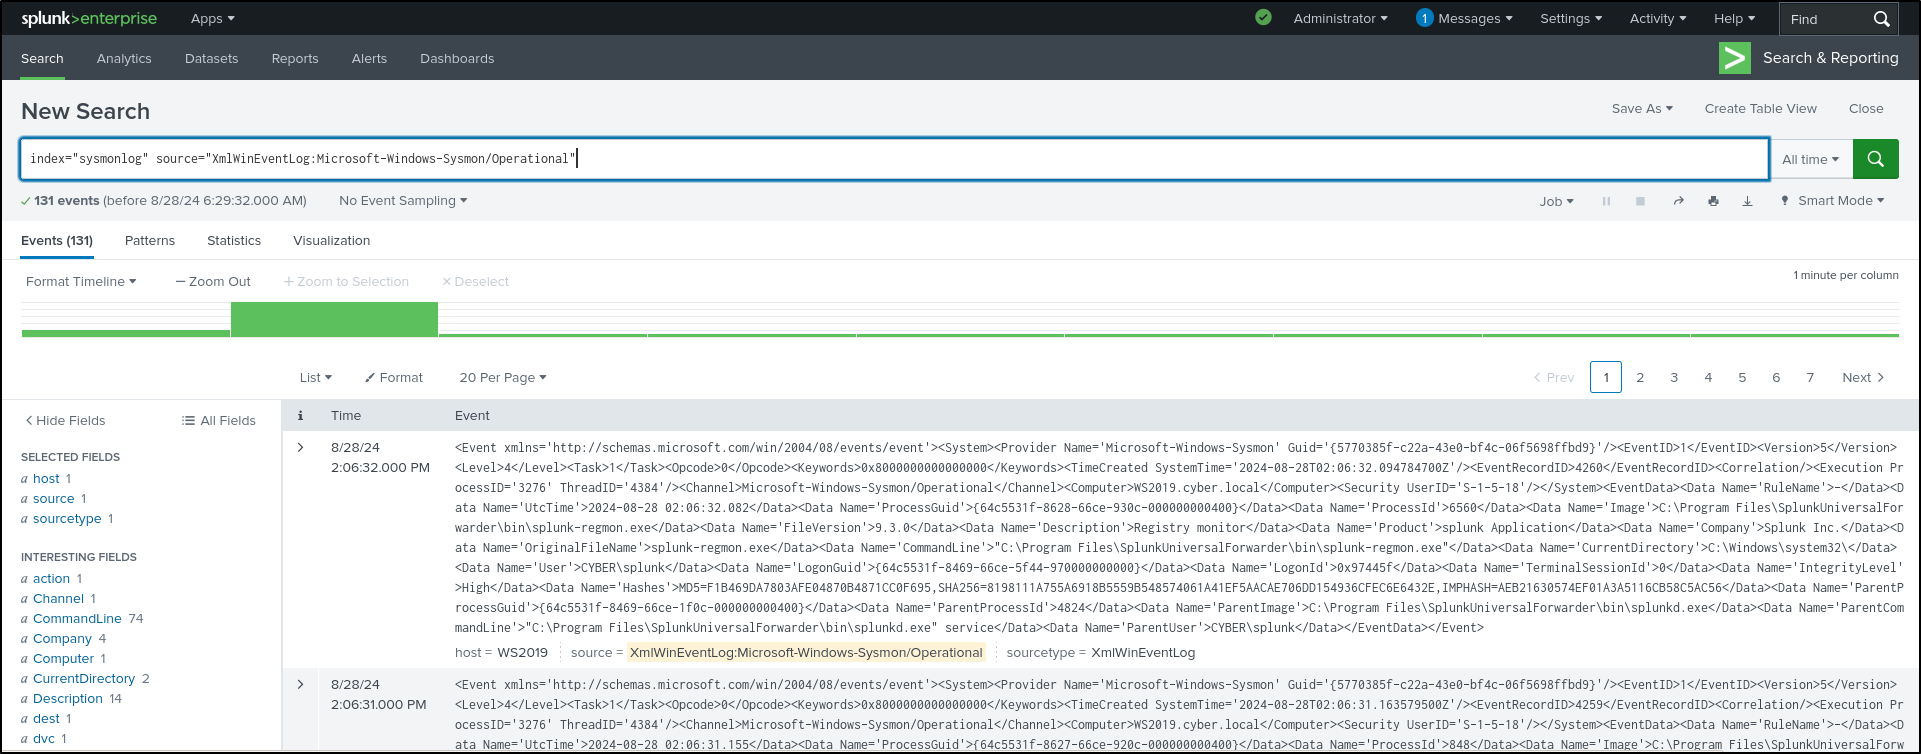 splunk>enterprise Apps Administrator 1 Messages Settings Activity Help Find
Search Analytics Datasets Reports Alerts Dashboards Search & Reporting
New Search Save As Create Table View Close
index="sysmonlog" source="XmlWinEventLog:Microsoft-Windows-Sysmon/Operational" All time
131 events (before 8/28/24 6:29:32.000 AM) No Event Sampling Job Smart Mode
Events (131) Patterns Statistics Visualization
Format Timeline — Zoom Out + Zoom to Selection × Deselect 1 minute per column
List Format 20 Per Page < Prev 1 2 3 4 5 6 7 Next >
< Hide Fields All Fields
SELECTED FIELDS
a host 1
a source 1
a sourcetype 1
INTERESTING FIELDS
a action 1
a Channel 1
a CommandLine 74
a Company 4
a Computer 1
a CurrentDirectory 2
a Description 14
a dest 1
a dvc 1
i Time Event
> 8/28/24
2:06:32.000 PM
<Event xmlns='http://schemas.microsoft.com/win/2004/08/events/event'><System><Provider Name='Microsoft-Windows-Sysmon' Guid='{5770385f-c22a-43e0-bf4c-06f5698ffbd9}'/><EventID>1</EventID><Version>5</Version>
<Level>4</Level><Task>1</Task><Opcode>0</Opcode><Keywords>0x8000000000000000</Keywords><TimeCreated SystemTime='2024-08-28T02:06:32.094784700Z'/><EventRecordID>4260</EventRecordID><Correlation/><Execution Pr
ocessID='3276' ThreadID='4384'/><Channel>Microsoft-Windows-Sysmon/Operational</Channel><Computer>WS2019.cyber.local</Computer><Security UserID='S-1-5-18'/></System><EventData><Data Name='RuleName'>-</Data><D
ata Name='UtcTime'>2024-08-28 02:06:32.082</Data><Data Name='ProcessGuid'>{64c5531f-8628-66ce-930c-000000000400}</Data><Data Name='ProcessId'>6560</Data><Data Name='Image'>C:\Program Files\SplunkUniversalFor
warder\bin\splunk-regmon.exe</Data><Data Name='FileVersion'>9.3.0</Data><Data Name='Description'>Registry monitor</Data><Data Name='Product'>splunk Application</Data><Data Name='Company'>Splunk Inc.</Data><D
ata Name='OriginalFileName'>splunk-regmon.exe</Data><Data Name='CommandLine'>"C:\Program Files\SplunkUniversalForwarder\bin\splunk-regmon.exe"</Data><Data Name='CurrentDirectory'>C:\Windows\system32\</Data>
<Data Name='User'>CYBER\splunk</Data><Data Name='LogonGuid'>{64c5531f-8469-66ce-5f44-970000000000}</Data><Data Name='LogonId'>0x97445f</Data><Data Name='TerminalSessionId'>0</Data><Data Name='IntegrityLevel'
>High</Data><Data Name='Hashes'>MD5=F1B469DA7803AFE04870B4871CC0F695,SHA256=8198111A755A6918B5559B548574061A41EF5AACAE706DD154936CFEC6E6432E,IMPHASH=AEB21630574EF01A3A5116CB58C5AC56</Data><Data Name='ParentP
rocessGuid'>{64c5531f-8469-66ce-1f0c-000000000400}</Data><Data Name='ParentProcessId'>4824</Data><Data Name='ParentImage'>C:\Program Files\SplunkUniversalForwarder\bin\splunkd.exe</Data><Data Name='ParentCom
mandLine'>"C:\Program Files\SplunkUniversalForwarder\bin\splunkd.exe" service</Data><Data Name='ParentUser'>CYBER\splunk</Data></EventData></Event>
host = WS2019 source = XmlWinEventLog:Microsoft-Windows-Sysmon/Operational sourcetype = XmlWinEventLog
> 8/28/24
2:06:31.000 PM
<Event xmlns='http://schemas.microsoft.com/win/2004/08/events/event'><System><Provider Name='Microsoft-Windows-Sysmon' Guid='{5770385f-c22a-43e0-bf4c-06f5698ffbd9}'/><EventID>1</EventID><Version>5</Version>
<Level>4</Level><Task>1</Task><Opcode>0</Opcode><Keywords>0x8000000000000000</Keywords><TimeCreated SystemTime='2024-08-28T02:06:31.163579500Z'/><EventRecordID>4259</EventRecordID><Correlation/><Execution Pr
ocessID='3276' ThreadID='4384'/><Channel>Microsoft-Windows-Sysmon/Operational</Channel><Computer>WS2019.cyber.local</Computer><Security UserID='S-1-5-18'/></System><EventData><Data Name='RuleName'>-</Data><D
ata Name='UtcTime'>2024-08-28 02:06:31.155</Data><Data Name='ProcessGuid'>{64c5531f-8627-66ce-920c-000000000400}</Data><Data Name='ProcessId'>848</Data><Data Name='Image'>C:\Program Files\SplunkUniversalForw